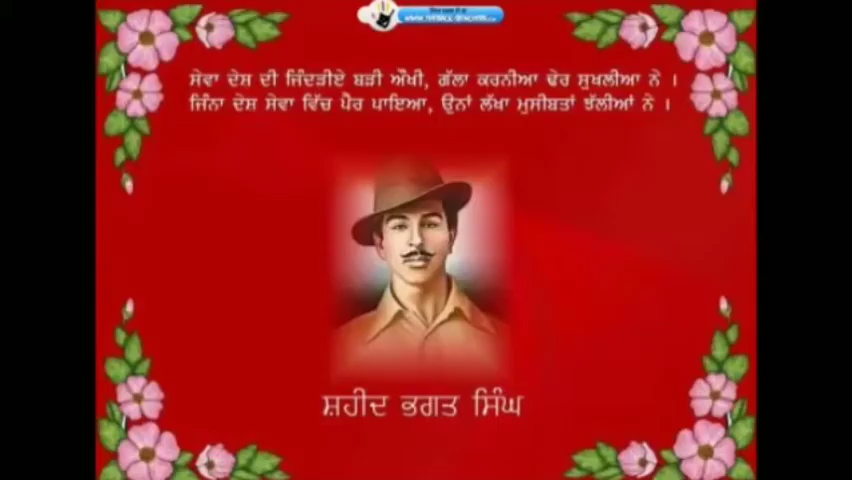 ਸੇਵਾ ਦੇਸ਼ ਦੀ ਜਿੰਦੜੀਏ ਬੜੀ ਔਖੀ, ਗੱਲਾ ਕਰਨੀਆ ਢੇਰ ਸੁਖਲੀਆ ਨੇ ।
ਜਿੰਨਾ ਦੇਸ਼ ਸੇਵਾ ਵਿੱਚ ਪੈਰ ਪਾਇਆ, ਉਨਾਂ ਲੱਖਾ ਮੁਸੀਬਤਾਂ ਝੱਲੀਆਂ ਨੇ ।
ਸ਼ਹੀਦ ਭਗਤ ਸਿੰਘ